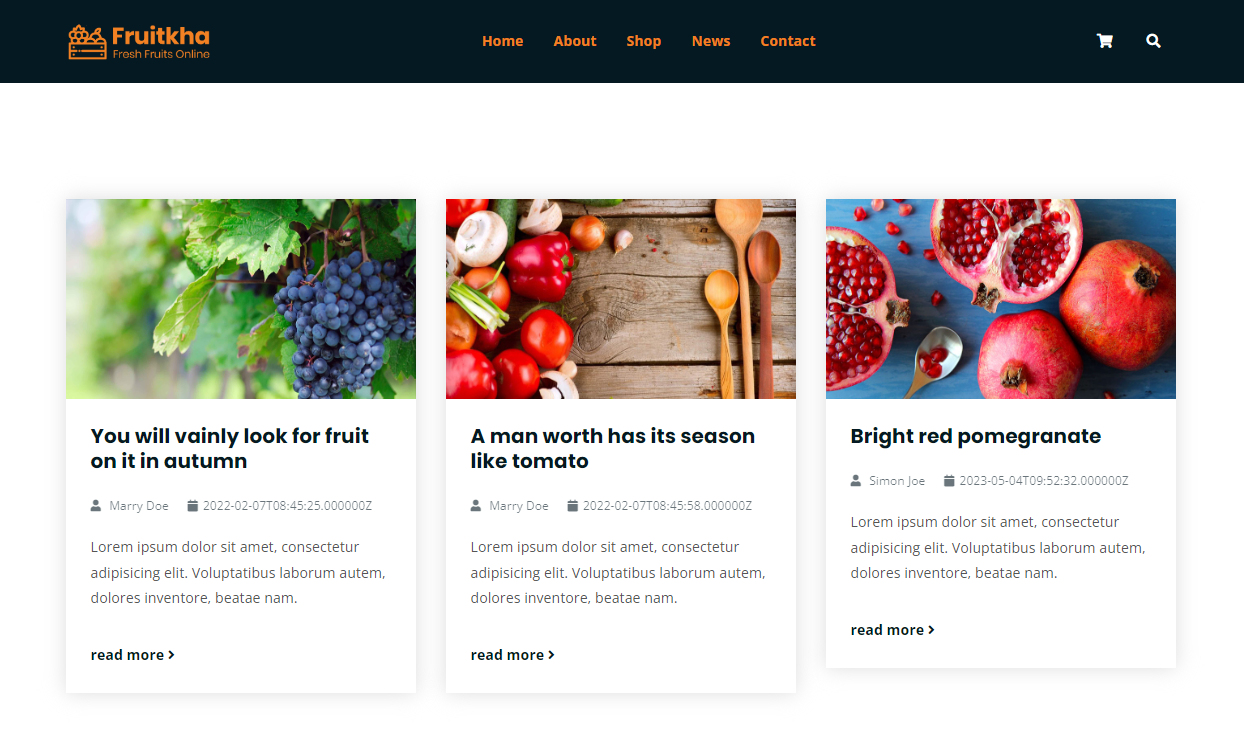 Fruitkha
Fresh Fruits Online
Home About Shop News Contact
You will vainly look for fruit
on it in autumn
Marry Doe 2022-02-07T08:45:25.000000Z
Lorem ipsum dolor sit amet, consectetur
adipisicing elit. Voluptatibus laborum autem,
dolores inventore, beatae nam.
read more
A man worth has its season
like tomato
Marry Doe 2022-02-07T08:45:58.000000Z
Lorem ipsum dolor sit amet, consectetur
adipisicing elit. Voluptatibus laborum autem,
dolores inventore, beatae nam.
read more
Bright red pomegranate
Simon Joe 2023-05-04T09:52:32.000000Z
Lorem ipsum dolor sit amet, consectetur
adipisicing elit. Voluptatibus laborum autem,
dolores inventore, beatae nam.
read more